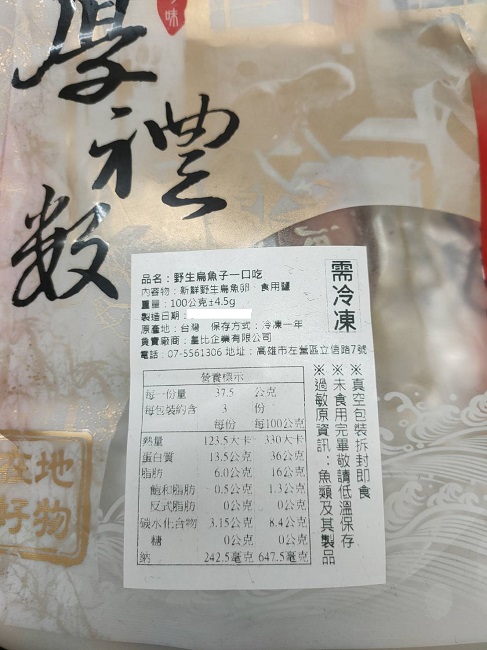 味
厚禮數
在地
好物
品名：野生烏魚子一口吃
內容物：新鮮野生烏魚卵、食用鹽
重量：100公克±4.5g
製造日期：
原產地：台灣 保存方式：冷凍一年
負責廠商：量比企業有限公司
電話：07-5561306 地址：高雄市左營區立信路7號
需冷凍
營養標示
每一份量 37.5 公克
每包裝約含 3 份
每份 每100公克
熱量 123.5大卡 330大卡
蛋白質 13.5公克 36公克
脂肪 6.0公克 16公克
飽和脂肪 0.5公克 1.3公克
反式脂肪 0公克 0公克
碳水化合物 3.15公克 8.4公克
糖 0公克 0公克
鈉 242.5毫克 647.5毫克
※真空包裝拆封即食
※未食用完畢敬請低溫保存
※過敏原資訊：魚類及其製品